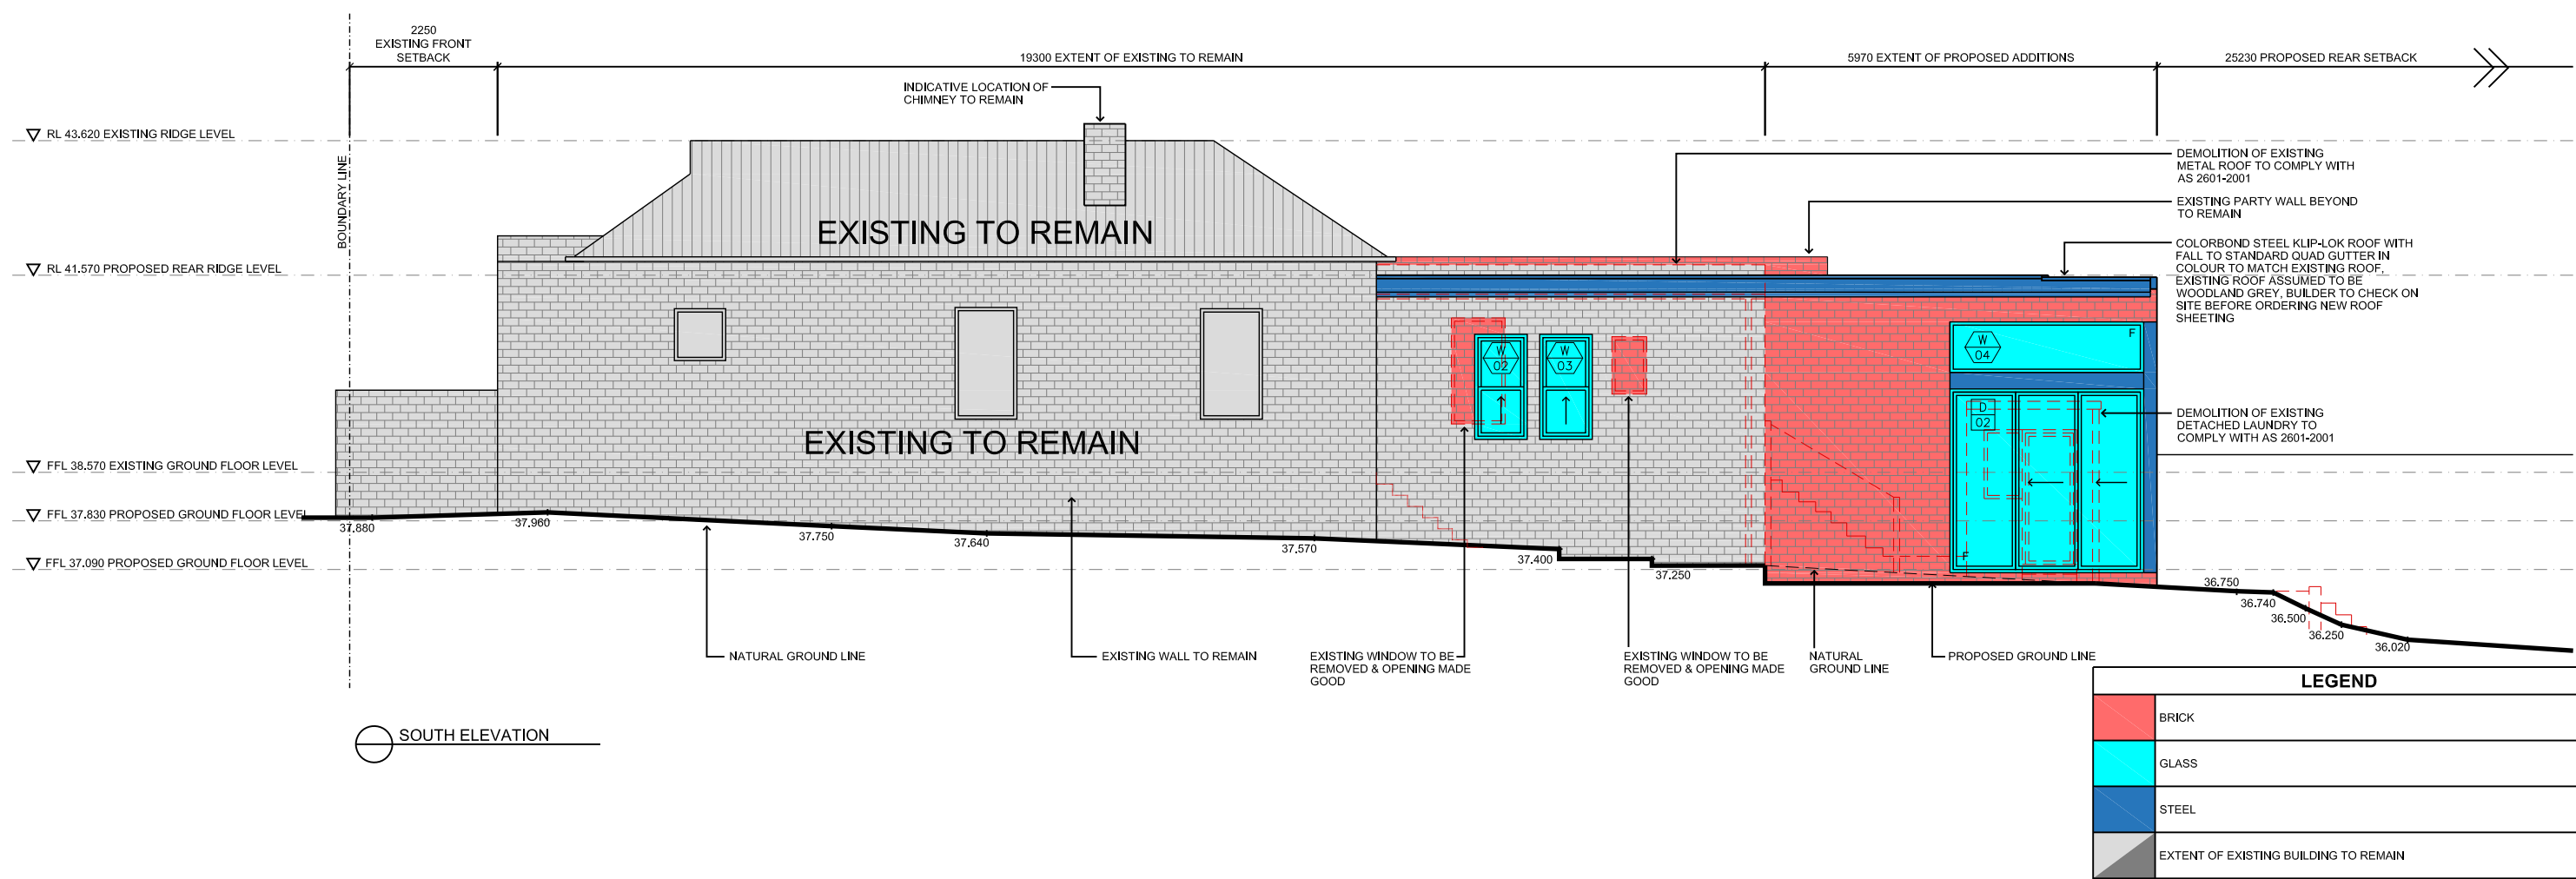 2250
EXISTING FRONT
SETBACK
19300 EXTENT OF EXISTING TO REMAIN
5970 EXTENT OF PROPOSED ADDITIONS
25230 PROPOSED REAR SETBACK
INDICATIVE LOCATION OF
CHIMNEY TO REMAIN
RL 43.620 EXISTING RIDGE LEVEL
BOUNDARY LINE
DEMOLITION OF EXISTING
METAL ROOF TO COMPLY WITH
AS 2601-2001
EXISTING PARTY WALL BEYOND
TO REMAIN
EXISTING TO REMAIN
COLORBOND STEEL KLIP-LOK ROOF WITH
FALL TO STANDARD QUAD GUTTER IN
COLOUR TO MATCH EXISTING ROOF.
EXISTING ROOF ASSUMED TO BE
WOODLAND GREY, BUILDER TO CHECK ON
SITE BEFORE ORDERING NEW ROOF
SHEETING
RL 41.570 PROPOSED REAR RIDGE LEVEL
W
02
W
03
W
04
F
D
02
F
DEMOLITION OF EXISTING
DETACHED LAUNDRY TO
COMPLY WITH AS 2601-2001
EXISTING TO REMAIN
FFL 38.570 EXISTING GROUND FLOOR LEVEL
FFL 37.830 PROPOSED GROUND FLOOR LEVEL
FFL 37.090 PROPOSED GROUND FLOOR LEVEL
37.880
37.960
37.750
37.640
37.570
37.400
37.250
36.750
36.740
36.500
36.250
36.020
NATURAL GROUND LINE
EXISTING WALL TO REMAIN
EXISTING WINDOW TO BE
REMOVED & OPENING MADE
GOOD
EXISTING WINDOW TO BE
REMOVED & OPENING MADE
GOOD
NATURAL
GROUND LINE
PROPOSED GROUND LINE
SOUTH ELEVATION
LEGEND
BRICK
GLASS
STEEL
EXTENT OF EXISTING BUILDING TO REMAIN